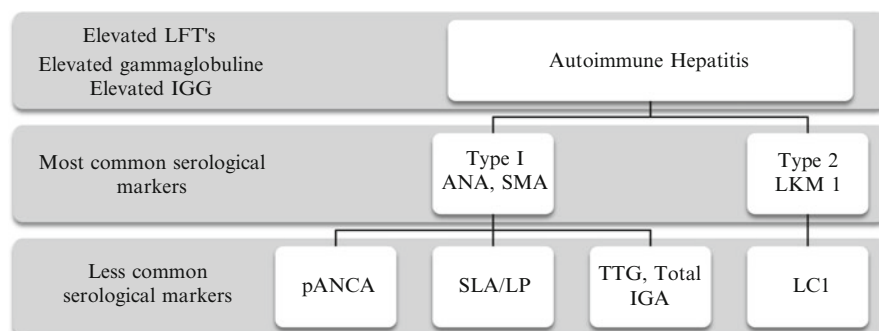 Elevated LFT's
Elevated gammaglobuline
Elevated IGG
Autoimmune Hepatitis
Most common serological
markers
Type I
ANA, SMA
Type 2
LKM 1
Less common
serological markers
pANCA
SLA/LP
TTG, Total
IGA
LC1